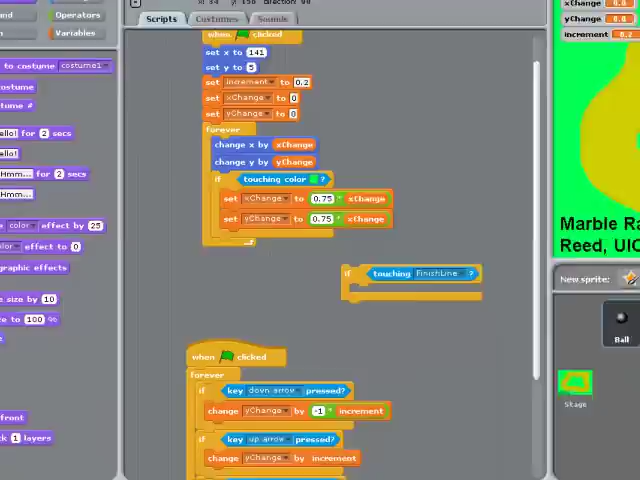 Scripts Costumes Sounds
Operators
Variables
to costume costume1
costume
tume #
for 2 secs
Hmm... for 2 secs
Hmm...
color effect by 25
effect to 0
graphic effects
size by 10
to 100 %
front
1 layers
when clicked
set x to 141
set y to 5
set increment to 0.2
set xChange to 0
set yChange to 0
forever
change x by xChange
change y by yChange
if touching color ?
set xChange to 0.75 * xChange
set yChange to 0.75 * xChange
if touching FinishLine ?
when clicked
forever
if key down arrow pressed?
change yChange by -1 * increment
if key up arrow pressed?
change yChange by increment
xChange 0.0
yChange 0.0
increment 0.2
Marble Ra
Reed, UIC
New sprite:
Ball
Stage